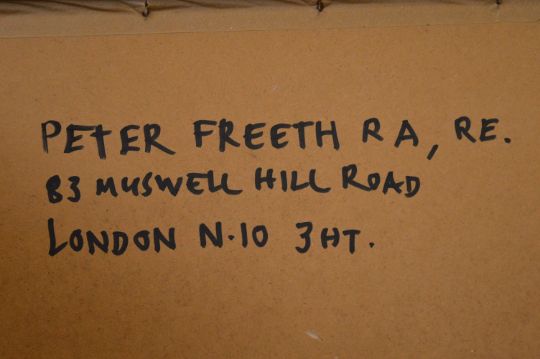 PETER FREETH RA, RE.
83 MUSWELL HILL ROAD
LONDON N.10 3HT.